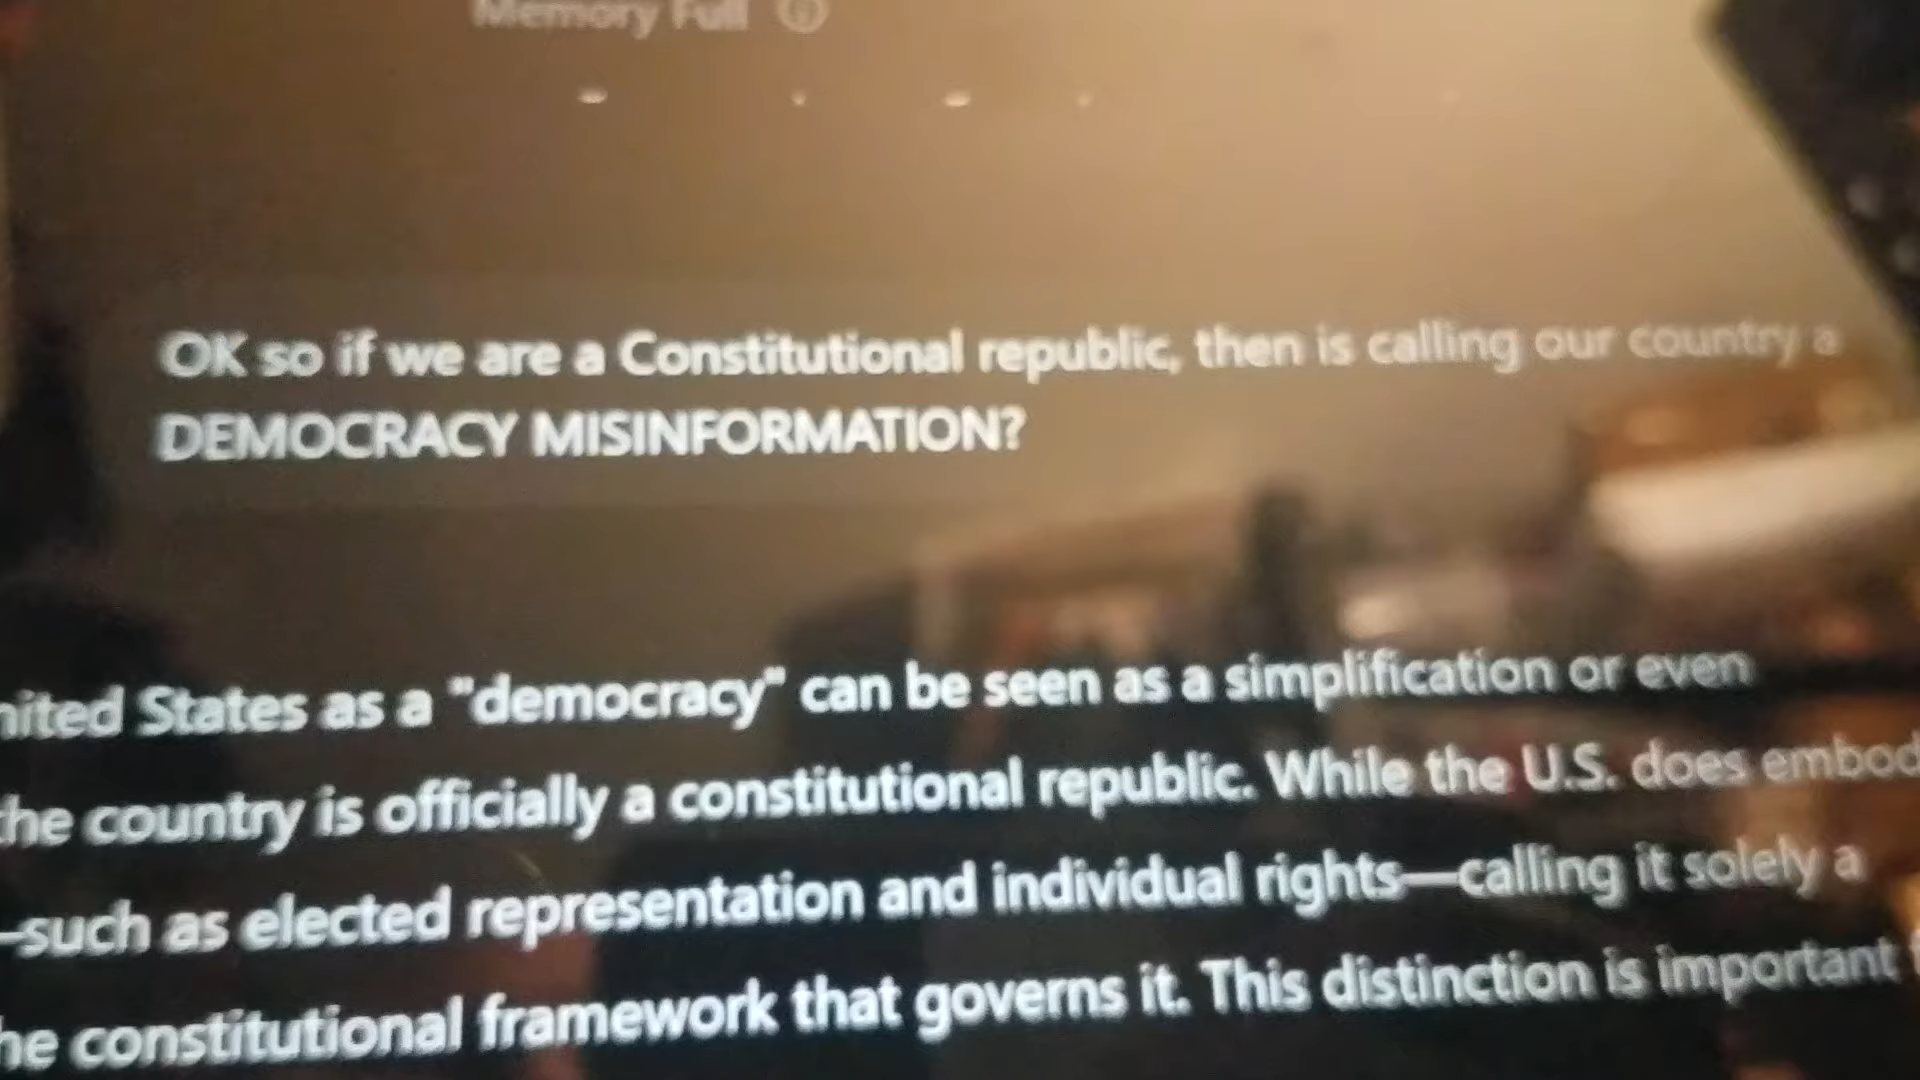 Memory Full
OK so if we are a Constitutional republic, then is calling our country a
DEMOCRACY MISINFORMATION?
nited States as a "democracy" can be seen as a simplification or even
the country is officially a constitutional republic. While the U.S. does embod
—such as elected representation and individual rights—calling it solely a
he constitutional framework that governs it. This distinction is important